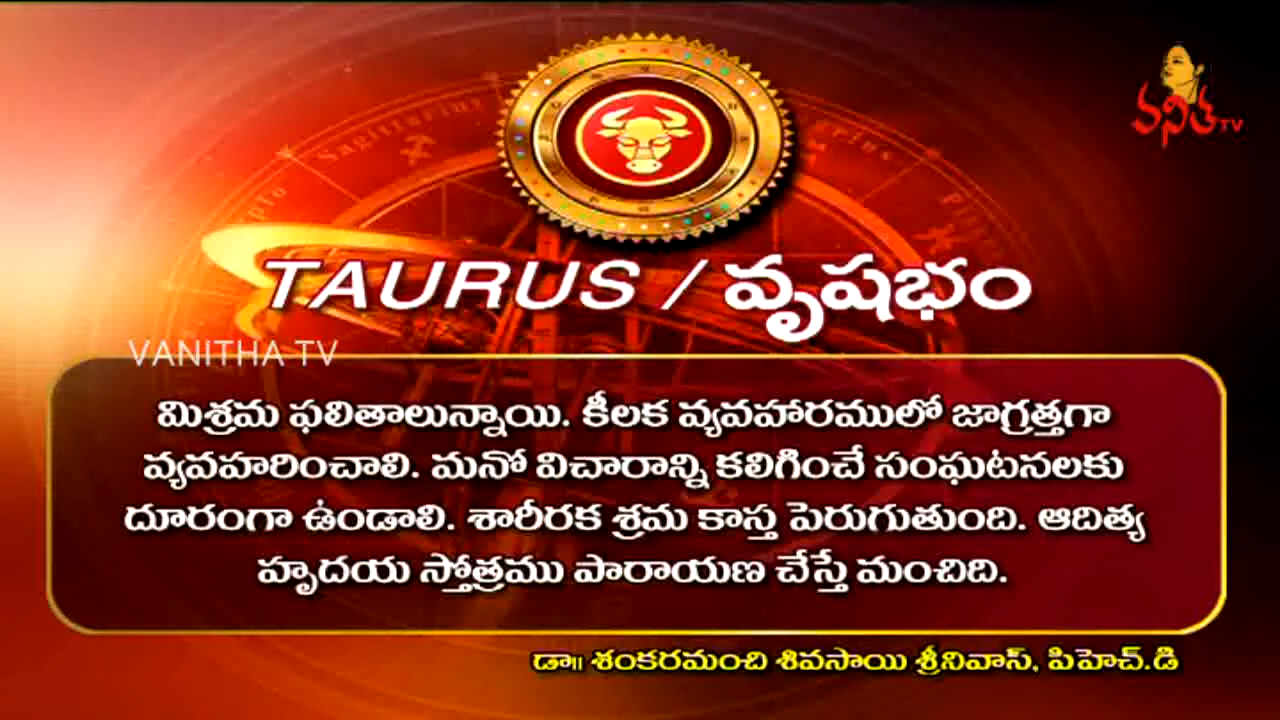 వనిత TV
Sagittarius
TAURUS / వృషభం
VANITHA TV
మిశ్రమ ఫలితాలున్నాయి. కీలక వ్యవహారములో జాగ్రత్తగా
వ్యవహరించాలి. మనో విచారాన్ని కలిగించే సంఘటనలకు
దూరంగా ఉండాలి. శారీరక శ్రమ కాస్త పెరుగుతుంది. ఆదిత్య
హృదయ స్తోత్రము పారాయణ చేస్తే మంచిది.
డా॥ శంకరమంచి శివసాయి శ్రీనివాస్, పిహెచ్.డి